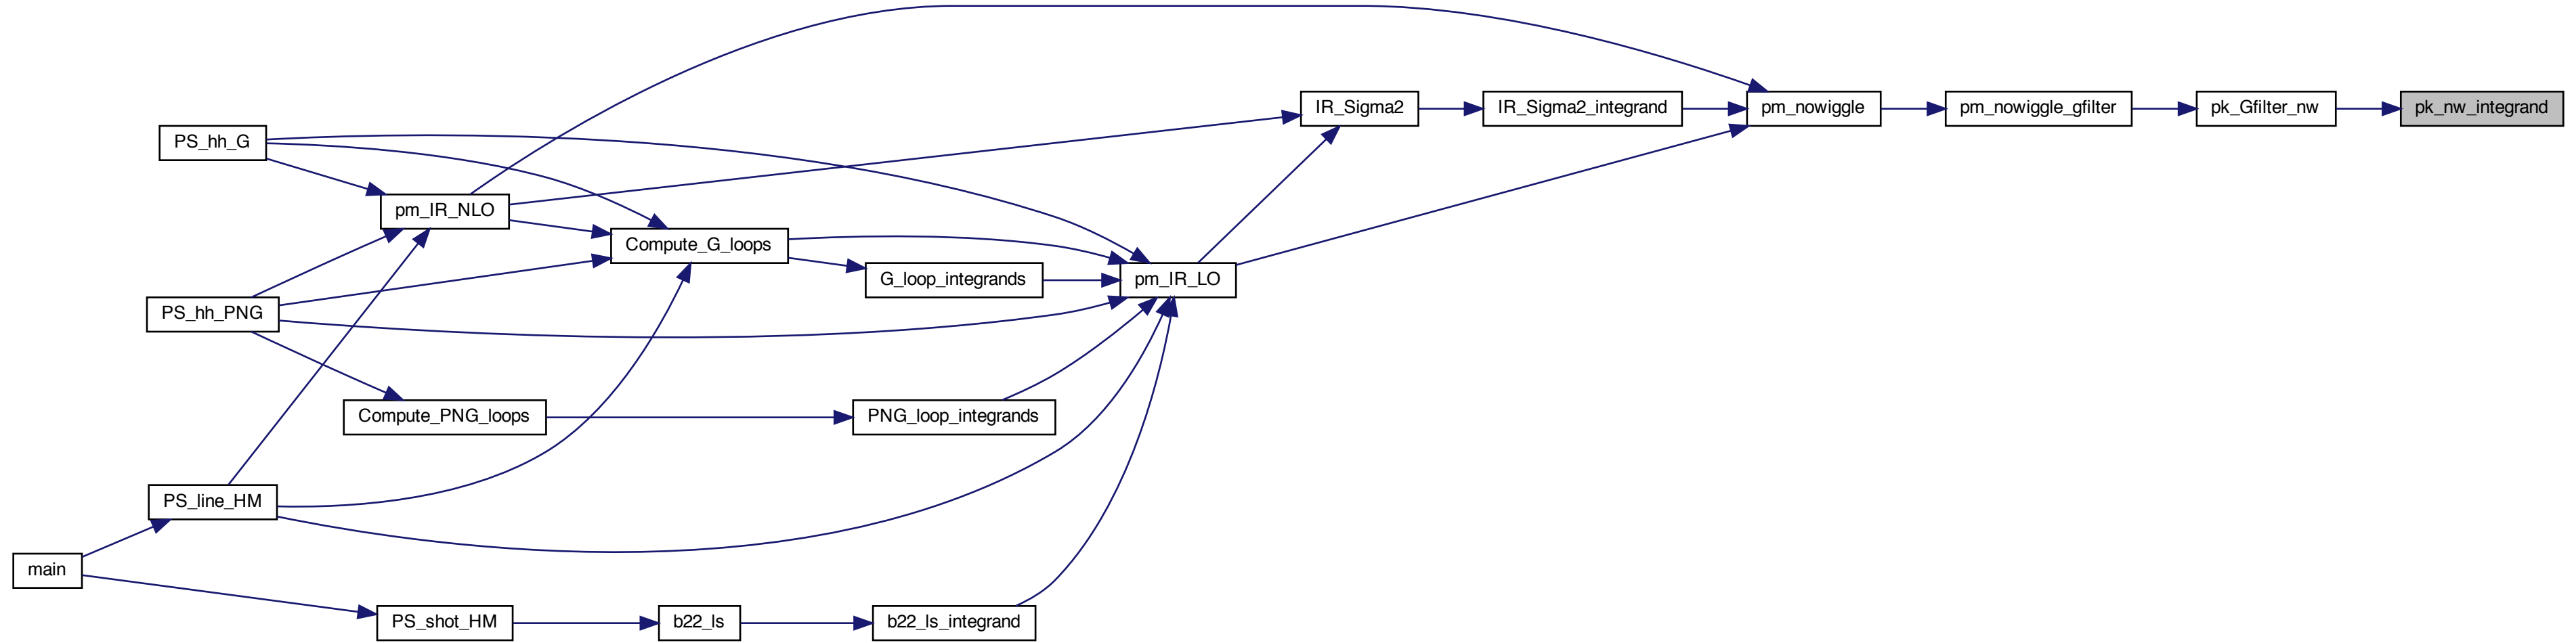 IR_Sigma2
IR_Sigma2_integrand
pm_nowiggle
pm_nowiggle_gfilter
pk_Gfilter_nw
pk_nw_integrand
PS_hh_G
pm_IR_NLO
Compute_G_loops
G_loop_integrands
pm_IR_LO
PS_hh_PNG
Compute_PNG_loops
PNG_loop_integrands
PS_line_HM
main
PS_shot_HM
b22_ls
b22_ls_integrand